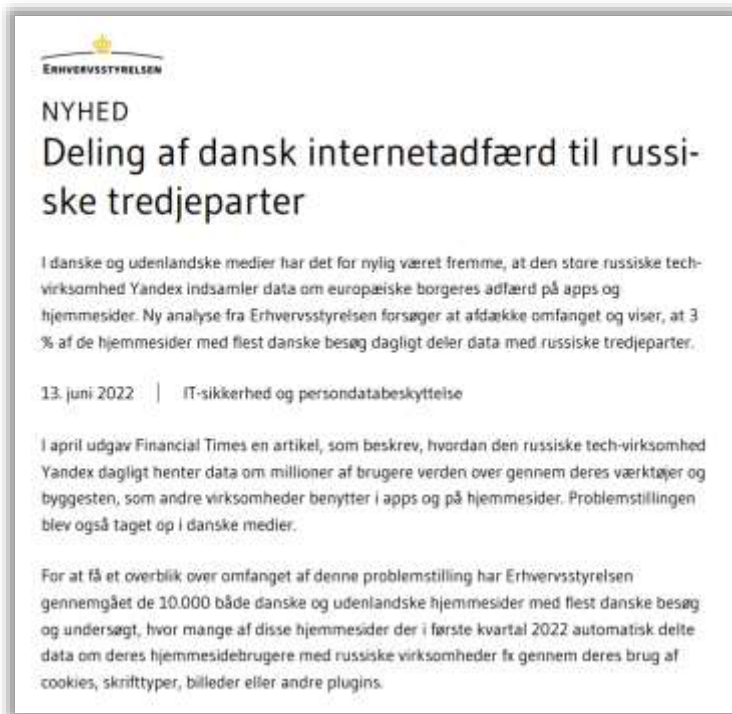 ERHVERVSSTYRELSEN
NYHED
Deling af dansk internetadfærd til russi-
ske tredjeparter
I danske og udenlandske medier har det for nylig været fremme, at den store russiske tech-
virksomhed Yandex indsamler data om europæiske borgeres adfærd på apps og
hjemmesider. Ny analyse fra Erhvervsstyrelsen forsøger at afdække omfanget og viser, at 3
% af de hjemmesider med flest danske besøg dagligt deler data med russiske tredjeparter.
13. juni 2022 | IT-sikkerhed og persondatabeskyttelse
I april udgav Financial Times en artikel, som beskrev, hvordan den russiske tech-virksomhed
Yandex dagligt henter data om millioner af brugere verden over gennem deres værktøjer og
byggesten, som andre virksomheder benytter i apps og på hjemmesider. Problemstillingen
blev også taget op i danske medier.
For at få et overblik over omfanget af denne problemstilling har Erhvervsstyrelsen
gennemgået de 10.000 både danske og udenlandske hjemmesider med flest danske besøg
og undersøgt, hvor mange af disse hjemmesider der i første kvartal 2022 automatisk delte
data om deres hjemmesidebrugere med russiske virksomheder fx gennem deres brug af
cookies, skrifttyper, billeder eller andre plugins.